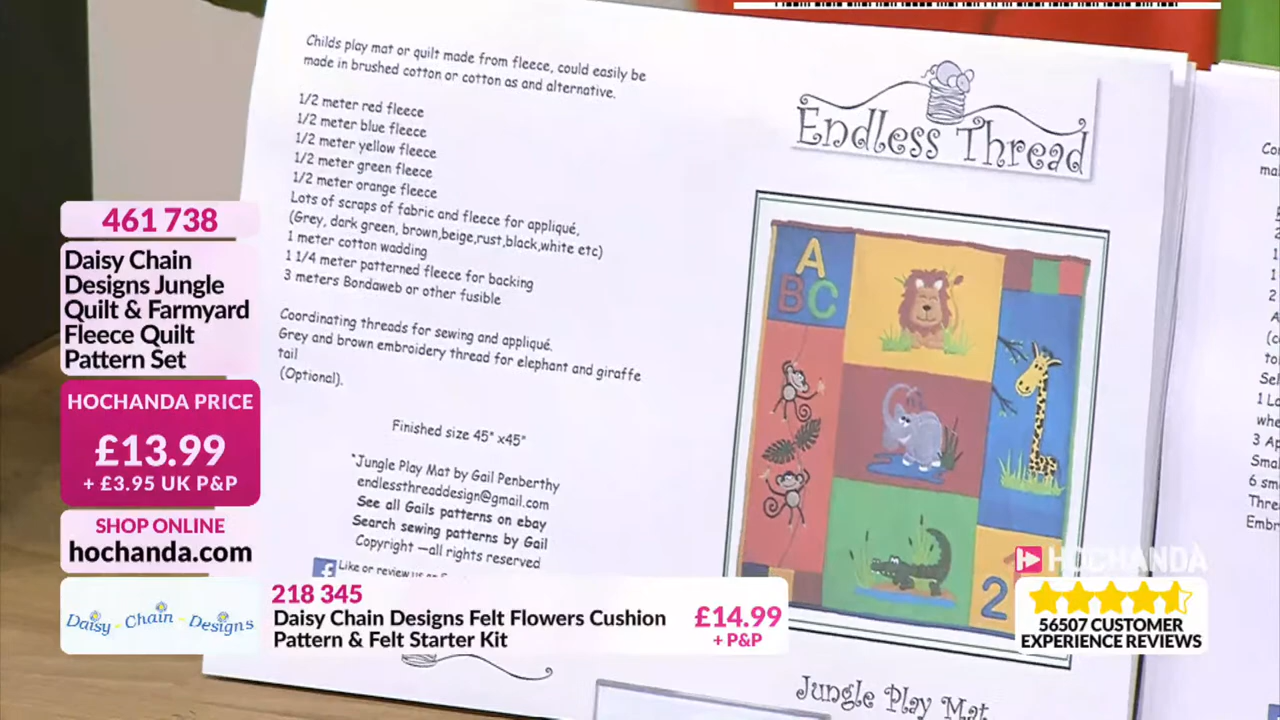 Childs play mat or quilt made from fleece, could easily be
made in brushed cotton or cotton as and alternative.
1/2 meter red fleece
1/2 meter blue fleece
1/2 meter yellow fleece
1/2 meter green fleece
1/2 meter orange fleece
Lots of scraps of fabric and fleece for appliqué,
(Grey, dark green, brown,beige,rust,black,white etc)
1 meter cotton wadding
1 1/4 meter patterned fleece for backing
3 meters Bondaweb or other fusible
Coordinating threads for sewing and appliqué.
Grey and brown embroidery thread for elephant and giraffe
tail
(Optional).
Finished size 45" x45"
*Jungle Play Mat by Gail Penberthy
endlessthreaddesign@gmail.com
See all Gails patterns on ebay
Search sewing patterns by Gail
Copyright —all rights reserved
Like or review us on
Endless Thread
A
BC
2
Jungle Play Mat
461 738
Daisy Chain
Designs Jungle
Quilt & Farmyard
Fleece Quilt
Pattern Set
HOCHANDA PRICE
£13.99
+ £3.95 UK P&P
SHOP ONLINE
hochanda.com
Daisy - Chain - Designs
218 345
Daisy Chain Designs Felt Flowers Cushion
Pattern & Felt Starter Kit
£14.99
+ P&P
HOCHANDA
56507 CUSTOMER
EXPERIENCE REVIEWS